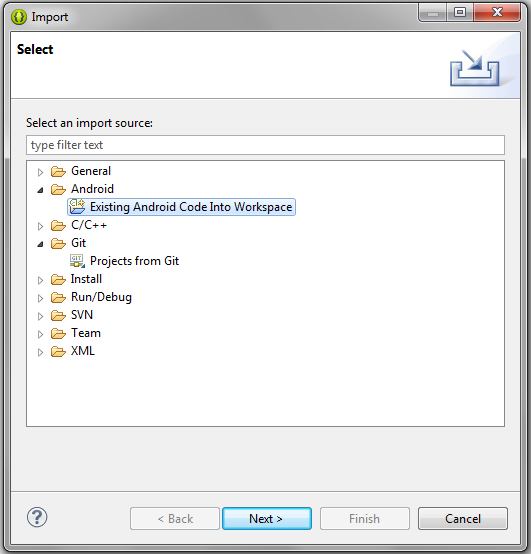 Import
Select
Select an import source:
type filter text
General
Android
Existing Android Code Into Workspace
C/C++
Git
GIT Projects from Git
Install
Run/Debug
SVN
Team
XML
? < Back Next > Finish Cancel